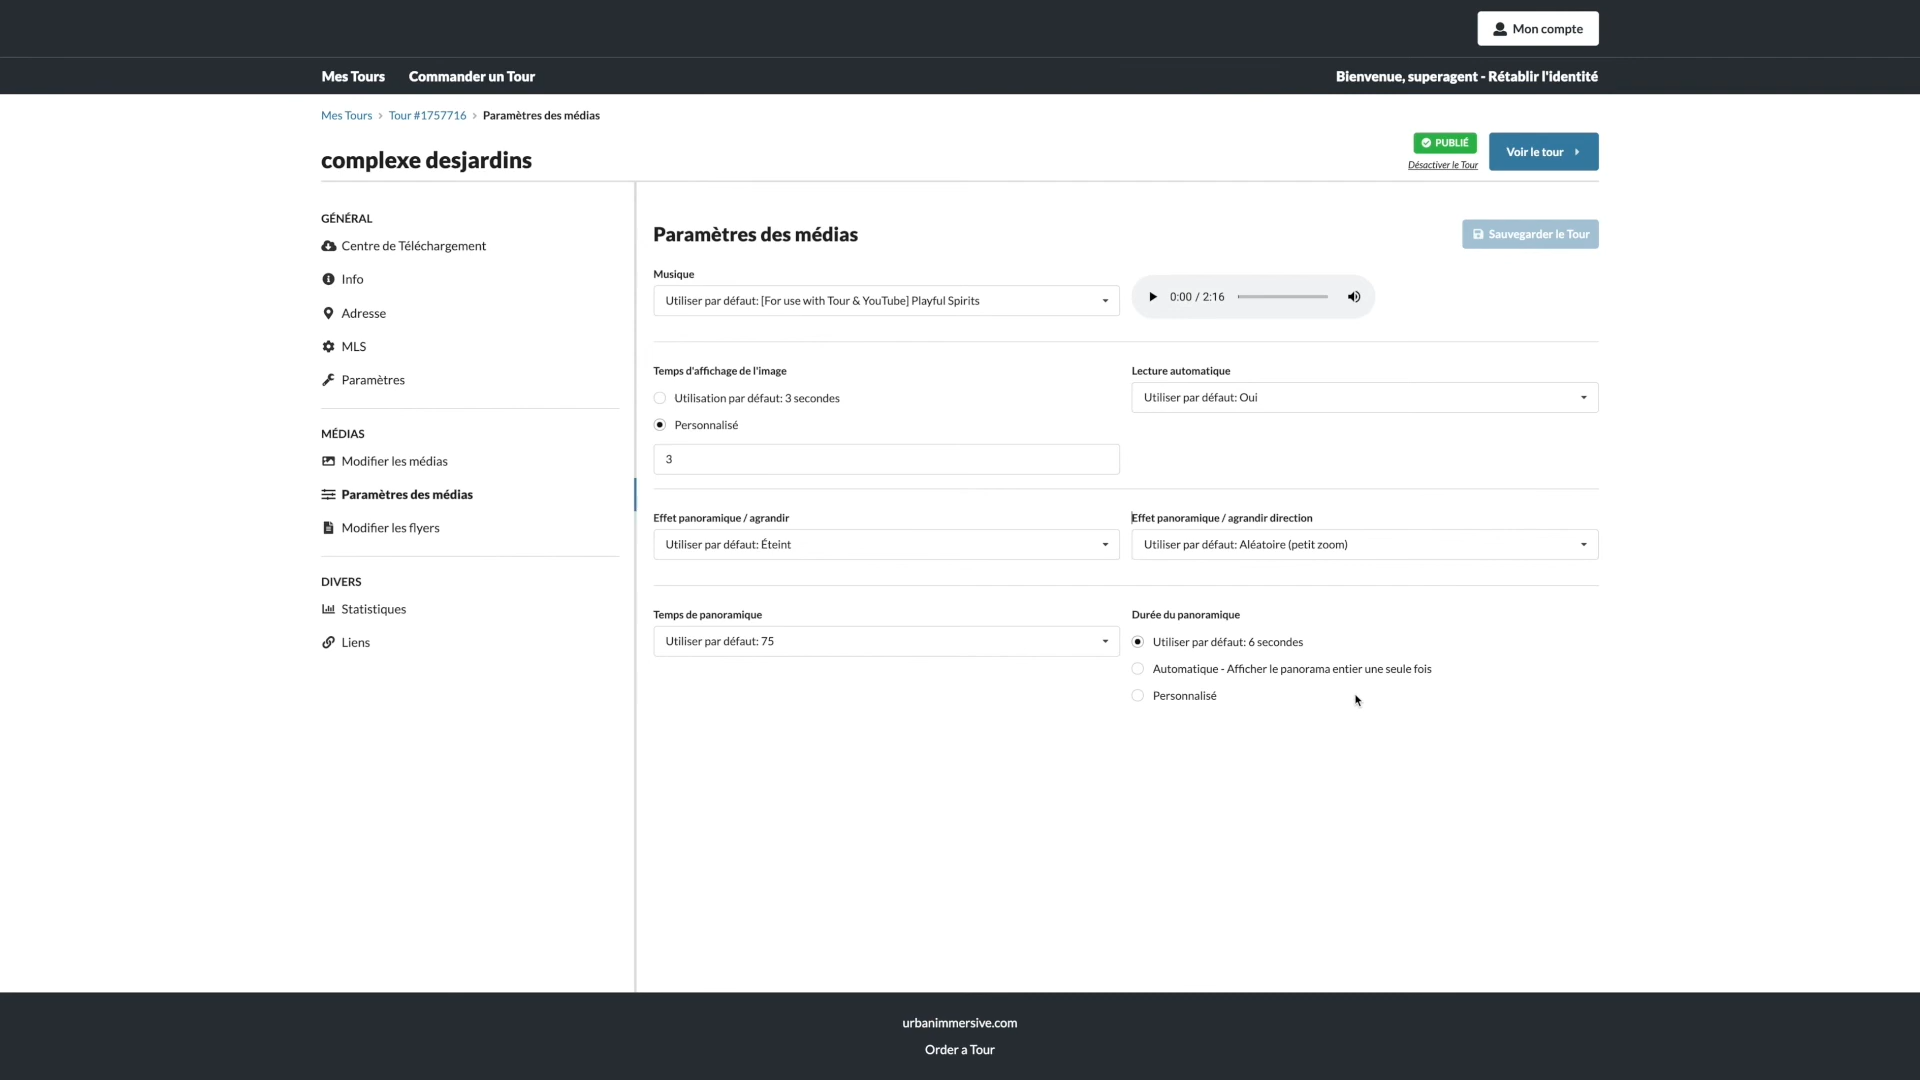 Mon compte
Mes Tours
Commander un Tour
Bienvenue, superagent - Rétablir l'identité
Mes Tours > Tour #1757716 > Paramètres des médias
complexe desjardins
PUBLIÉ
Désactiver le Tour
Voir le tour
GÉNÉRAL
Centre de Téléchargement
Info
Adresse
MLS
Paramètres
MÉDIAS
Modifier les médias
Paramètres des médias
Modifier les flyers
DIVERS
Statistiques
Liens
Paramètres des médias
Sauvegarder le Tour
Musique
Utiliser par défaut: [For use with Tour & YouTube] Playful Spirits
0:00 / 2:16
Temps d'affichage de l'image
Utilisation par défaut: 3 secondes
Personnalisé
3
Lecture automatique
Utiliser par défaut: Oui
Effet panoramique / agrandir
Utiliser par défaut: Éteint
Effet panoramique / agrandir direction
Utiliser par défaut: Aléatoire (petit zoom)
Temps de panoramique
Utiliser par défaut: 75
Durée du panoramique
Utiliser par défaut: 6 secondes
Automatique - Afficher le panorama entier une seule fois
Personnalisé
urbanimmersive.com
Order a Tour